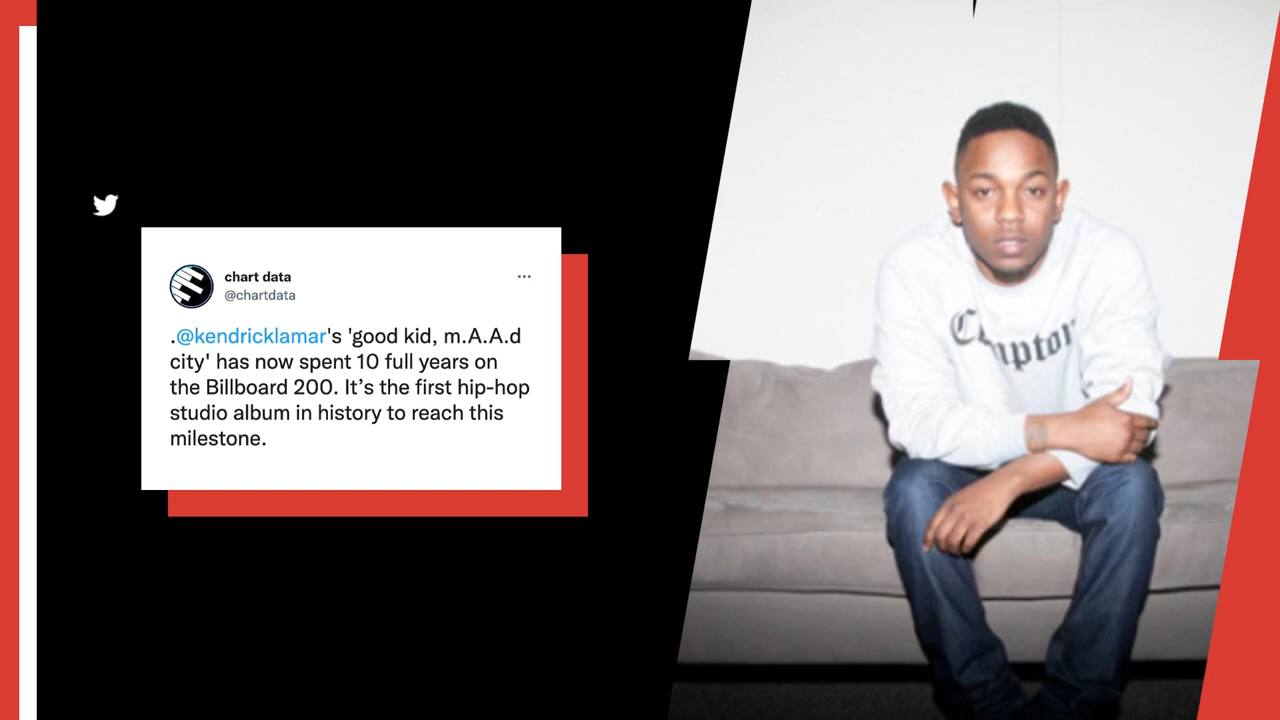 chart data
@chartdata
.@kendricklamar's 'good kid, m.A.A.d
city' has now spent 10 full years on
the Billboard 200. It’s the first hip-hop
studio album in history to reach this
milestone.
Compton